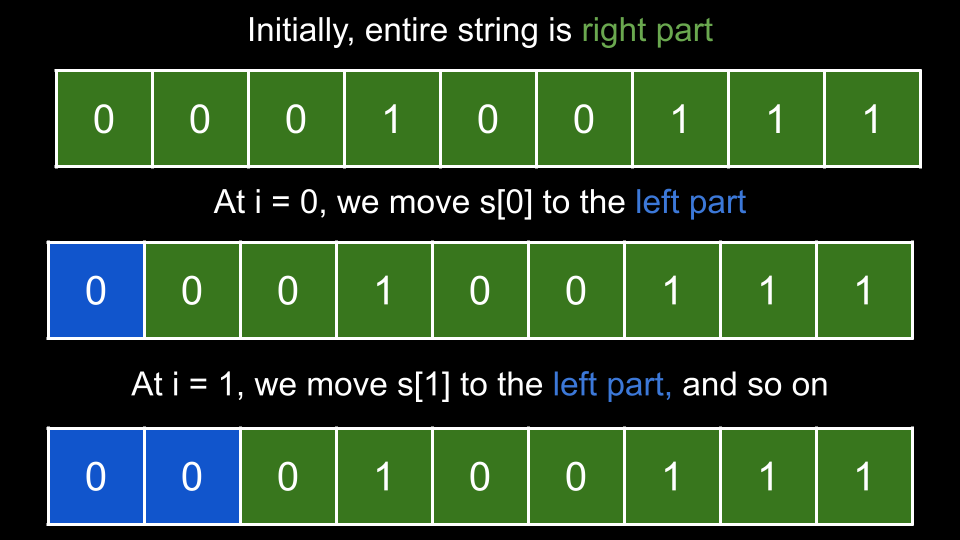 Initially, entire string is right part
0 0 0 1 0 0 1 1 1
At i = 0, we move s[0] to the left part
0 0 0 1 0 0 1 1 1
At i = 1, we move s[1] to the left part, and so on
0 0 0 1 0 0 1 1 1